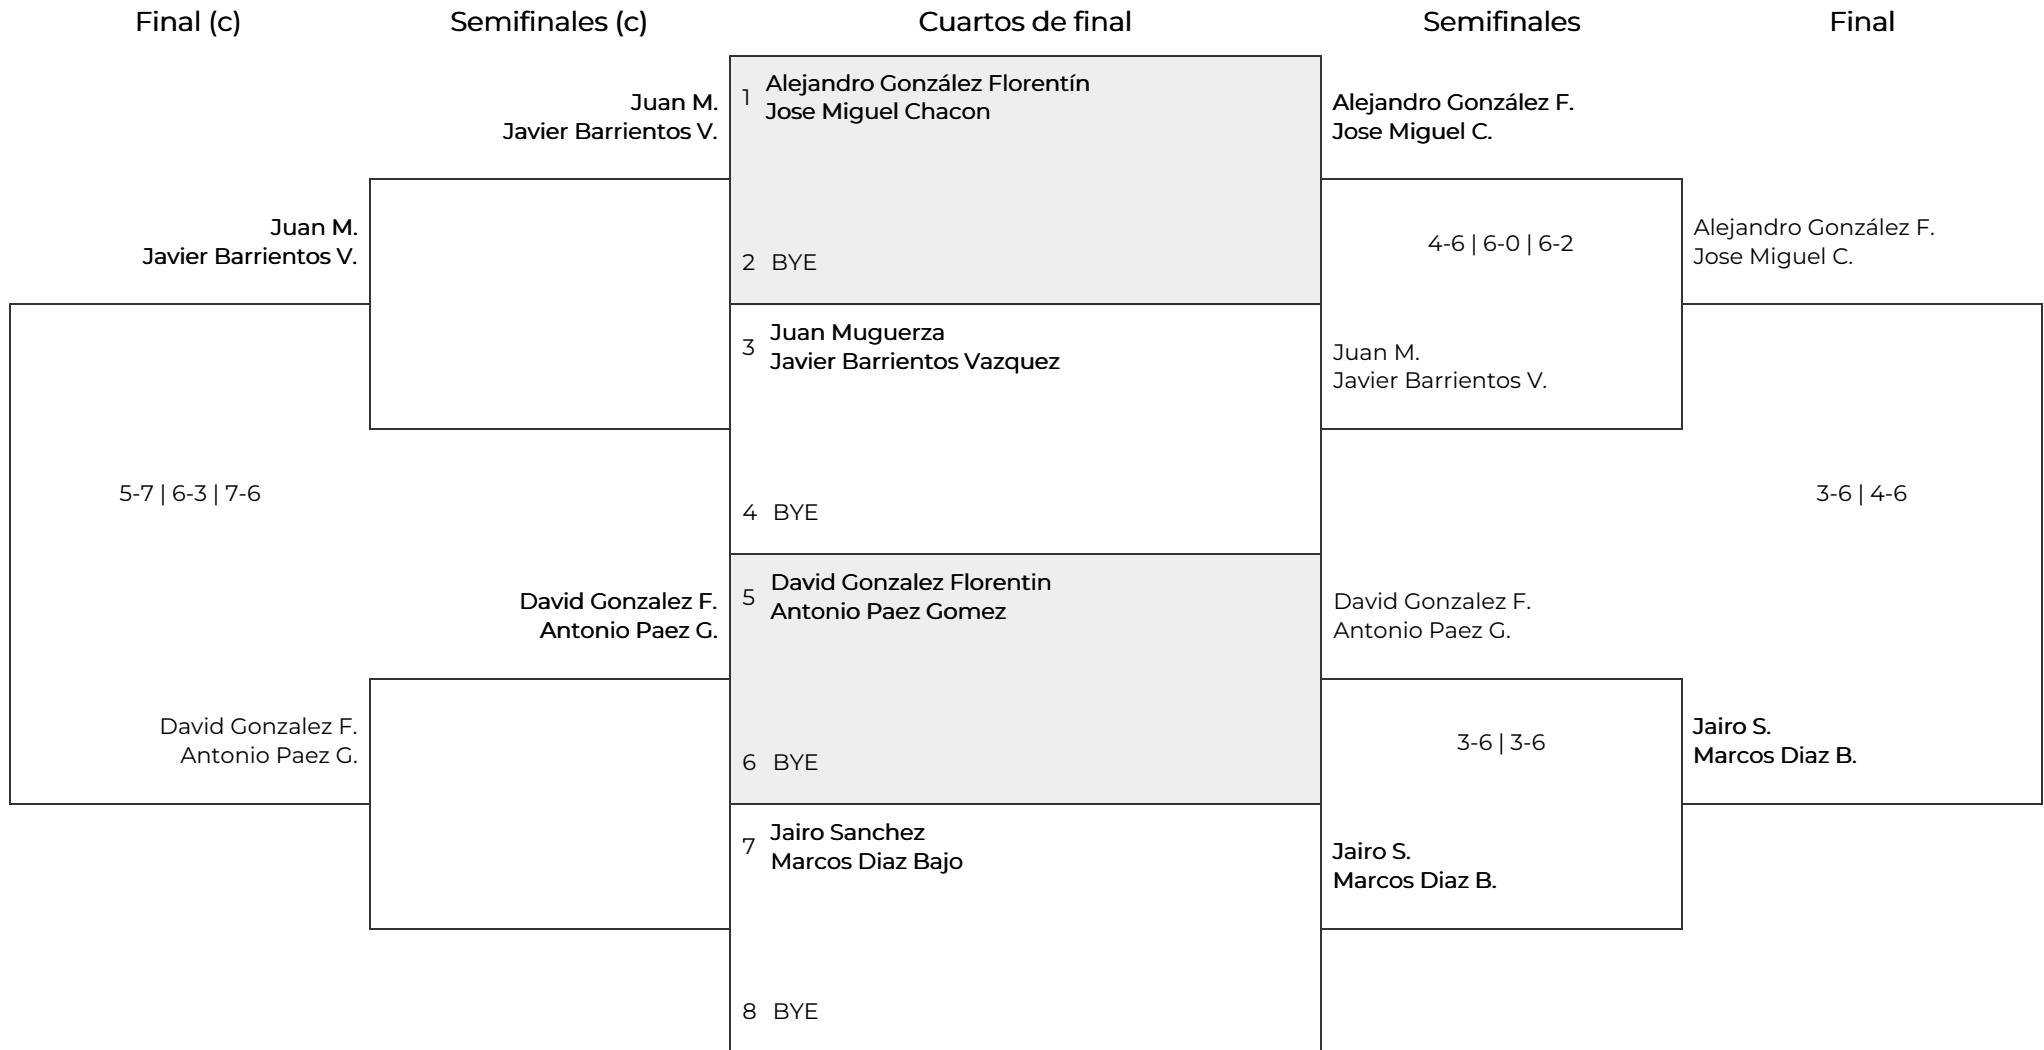 Final (c)
Semifinales (c)
Cuartos de final
Semifinales
Final
Juan M.
Javier Barrientos V.
Juan M.
Javier Barrientos V.
5-7 | 6-3 | 7-6
David Gonzalez F.
Antonio Paez G.
David Gonzalez F.
Antonio Paez G.
1 Alejandro González Florentín
Jose Miguel Chacon
2 BYE
3 Juan Muguerza
Javier Barrientos Vazquez
4 BYE
5 David Gonzalez Florentin
Antonio Paez Gomez
6 BYE
7 Jairo Sanchez
Marcos Diaz Bajo
8 BYE
Alejandro González F.
Jose Miguel C.
4-6 | 6-0 | 6-2
Juan M.
Javier Barrientos V.
David Gonzalez F.
Antonio Paez G.
3-6 | 3-6
Jairo S.
Marcos Diaz B.
Alejandro González F.
Jose Miguel C.
3-6 | 4-6
Jairo S.
Marcos Diaz B.